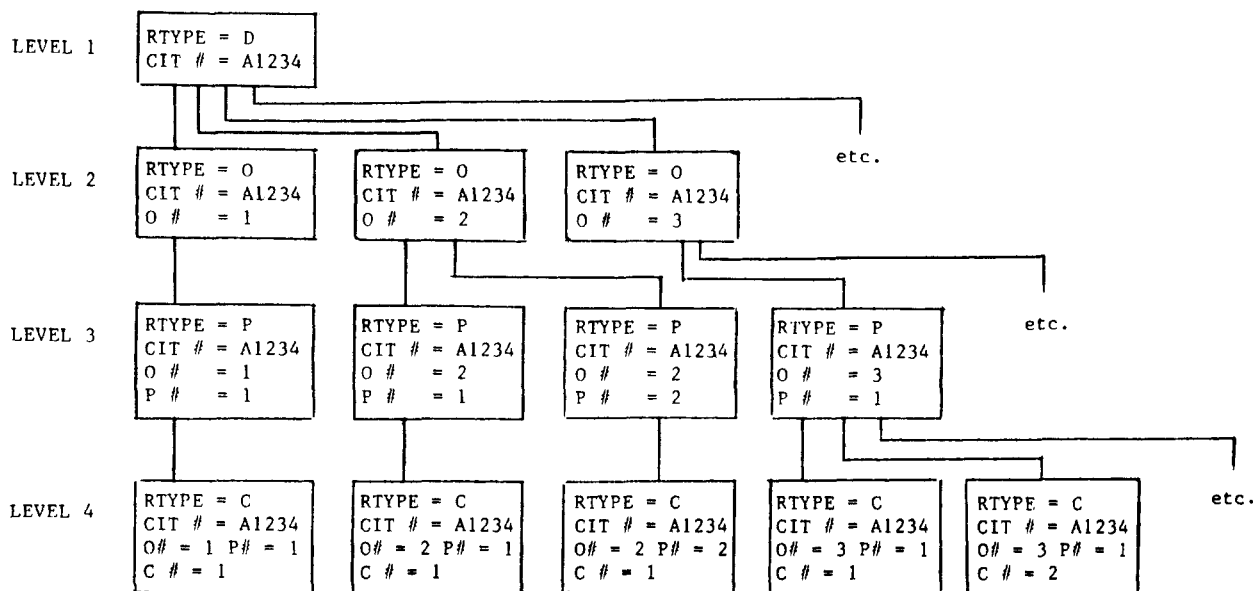 LEVEL 1
RTYPE = D
CIT # = A1234
etc.
LEVEL 2
RTYPE = O
CIT # = A1234
O # = 1
RTYPE = O
CIT # = A1234
O # = 2
RTYPE = O
CIT # = A1234
O # = 3
etc.
LEVEL 3
RTYPE = P
CIT # = A1234
O # = 1
P # = 1
RTYPE = P
CIT # = A1234
O # = 2
P # = 1
RTYPE = P
CIT # = A1234
O # = 2
P # = 2
RTYPE = P
CIT # = A1234
O # = 3
P # = 1
etc.
LEVEL 4
RTYPE = C
CIT # = A1234
O# = 1 P# = 1
C # = 1
RTYPE = C
CIT # = A1234
O# = 2 P# = 1
C # = 1
RTYPE = C
CIT # = A1234
O# = 2 P# = 2
C # = 1
RTYPE = C
CIT # = A1234
O# = 3 P# = 1
C # = 1
RTYPE = C
CIT # = A1234
O# = 3 P# = 1
C # = 2